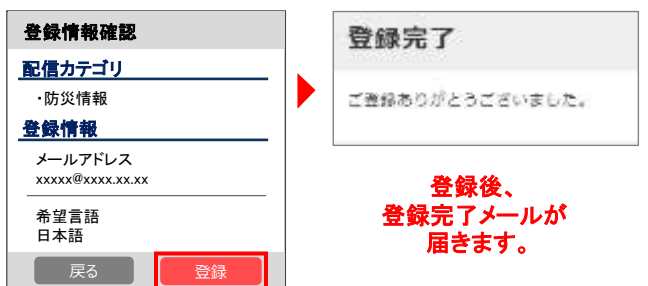 登録情報確認
配信カテゴリ
・防災情報
登録情報
メールアドレス
xxxxx@xxxx.xx.xx
希望言語
日本語
戻る
登録
登録完了
ご登録ありがとうございました。
登録後、
登録完了メールが
届きます。